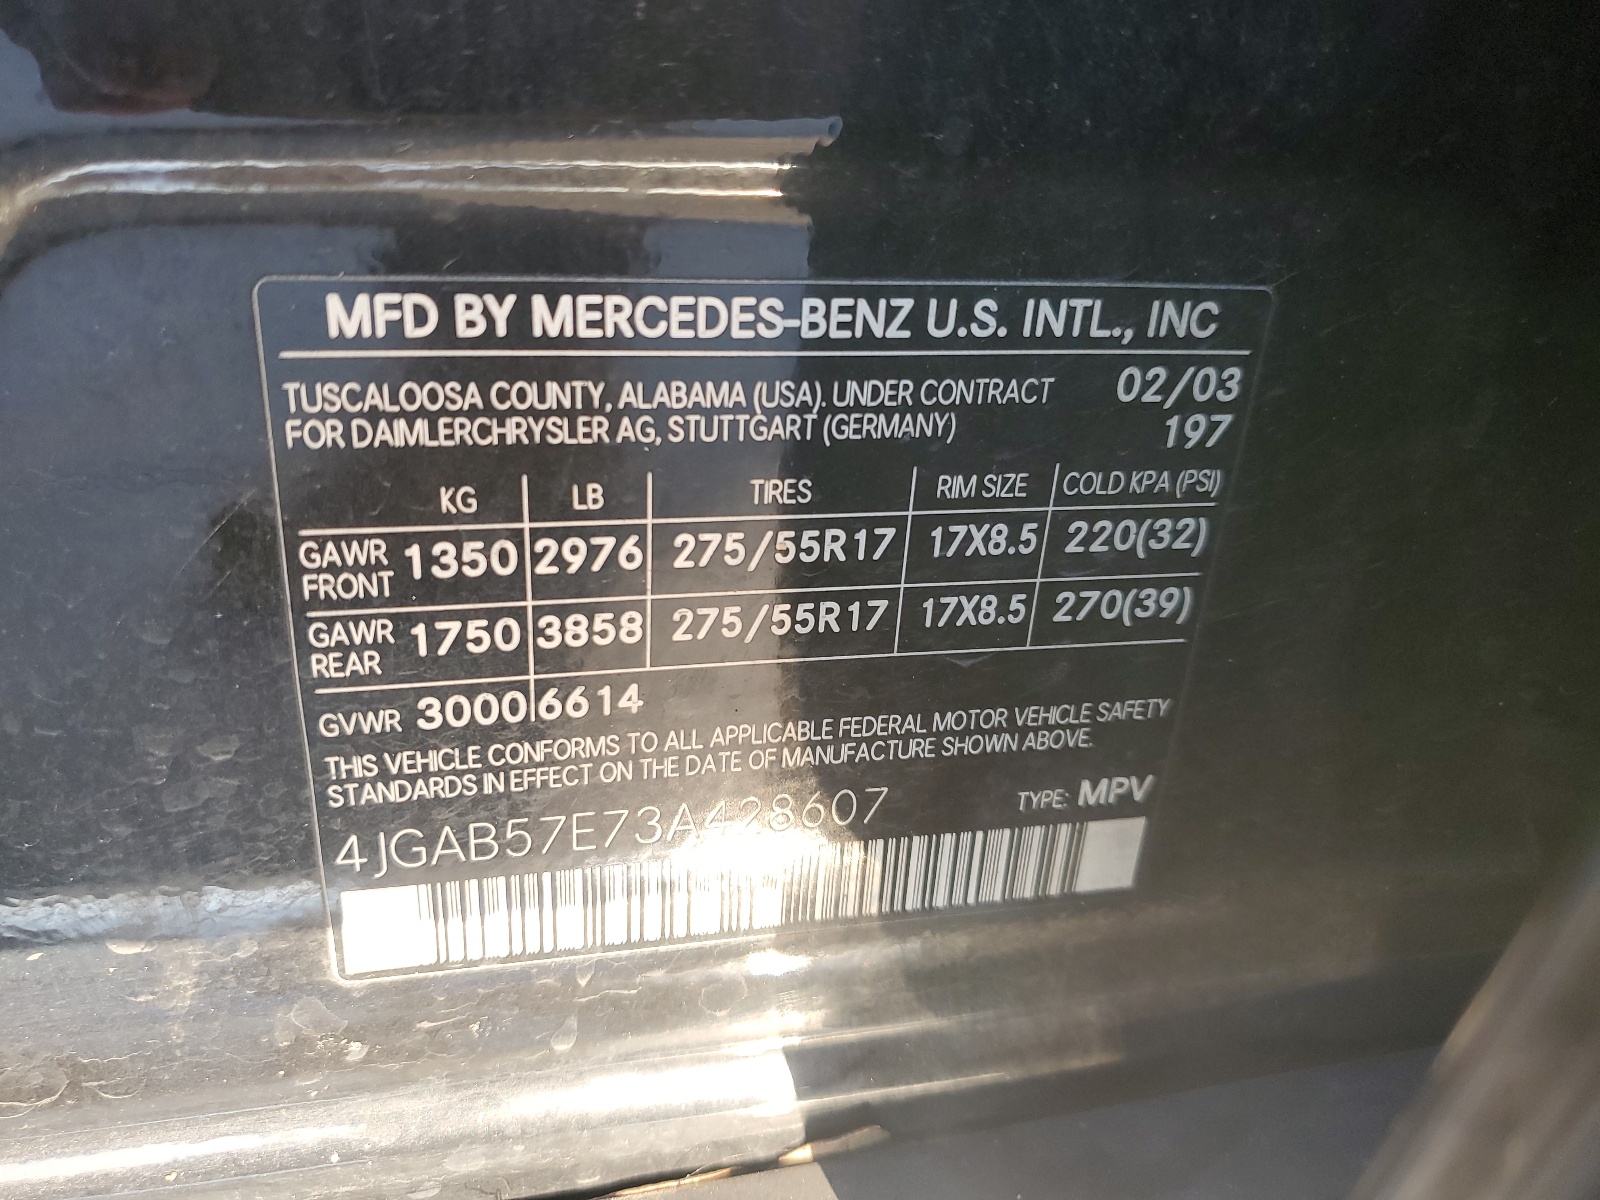 MFD BY MERCEDES-BENZ U.S. INTL., INC
TUSCALOOSA COUNTY, ALABAMA (USA). UNDER CONTRACT 02/03
FOR DAIMLERCHRYSLER AG, STUTTGART (GERMANY) 197
KG LB TIRES RIM SIZE COLD KPA (PSI)
GAWR FRONT 1350 2976 275/55R17 17X8.5 220(32)
GAWR REAR 1750 3858 275/55R17 17X8.5 270(39)
GVWR 3000 6614
THIS VEHICLE CONFORMS TO ALL APPLICABLE FEDERAL MOTOR VEHICLE SAFETY
STANDARDS IN EFFECT ON THE DATE OF MANUFACTURE SHOWN ABOVE.
4JGAB57E73A428607 TYPE: MPV